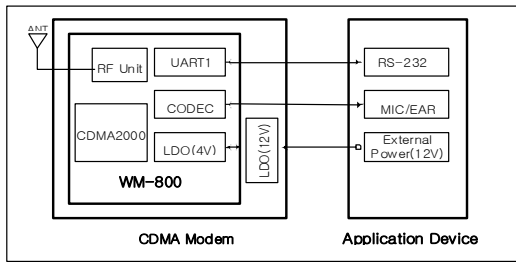 ANT
RF Unit
UART1
RS-232
CODEC
MIC/EAR
CDMA2000
LDO(4V)
LDO(12V)
External
Power(12V)
WM-800
CDMA Modem
Application Device